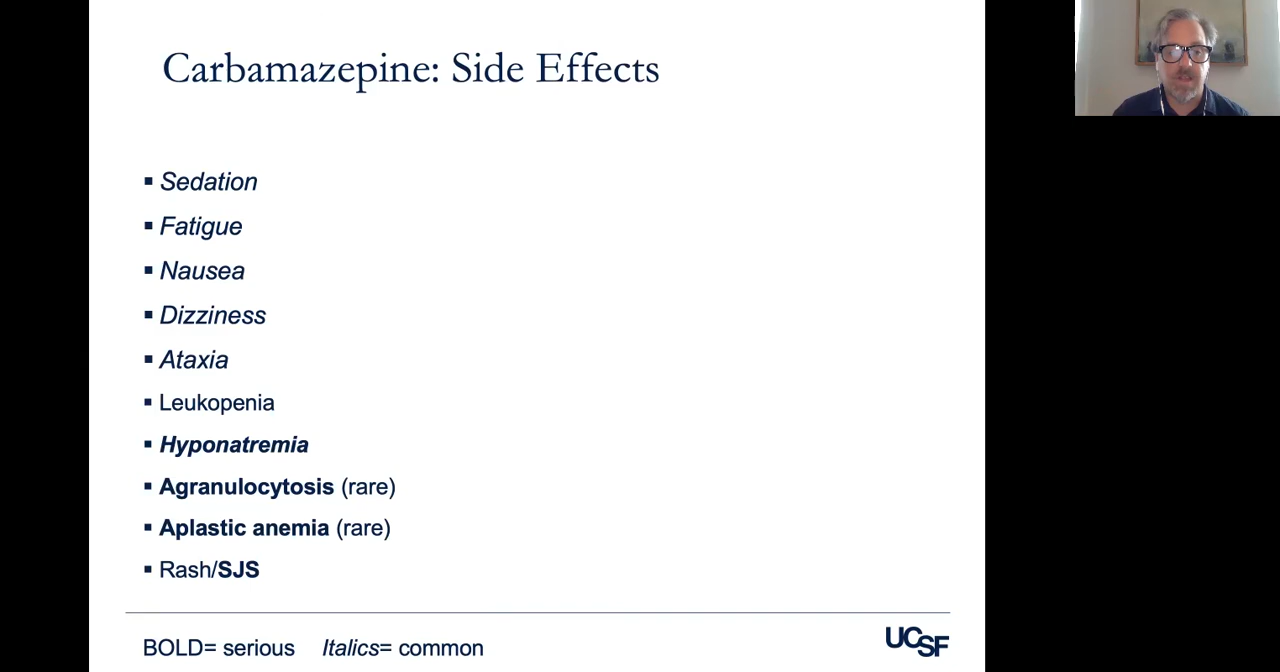 Carbamazepine: Side Effects
▪ Sedation
▪ Fatigue
▪ Nausea
▪ Dizziness
▪ Ataxia
▪ Leukopenia
▪ Hyponatremia
▪ Agranulocytosis (rare)
▪ Aplastic anemia (rare)
▪ Rash/SJS
BOLD= serious Italics= common
UCSF